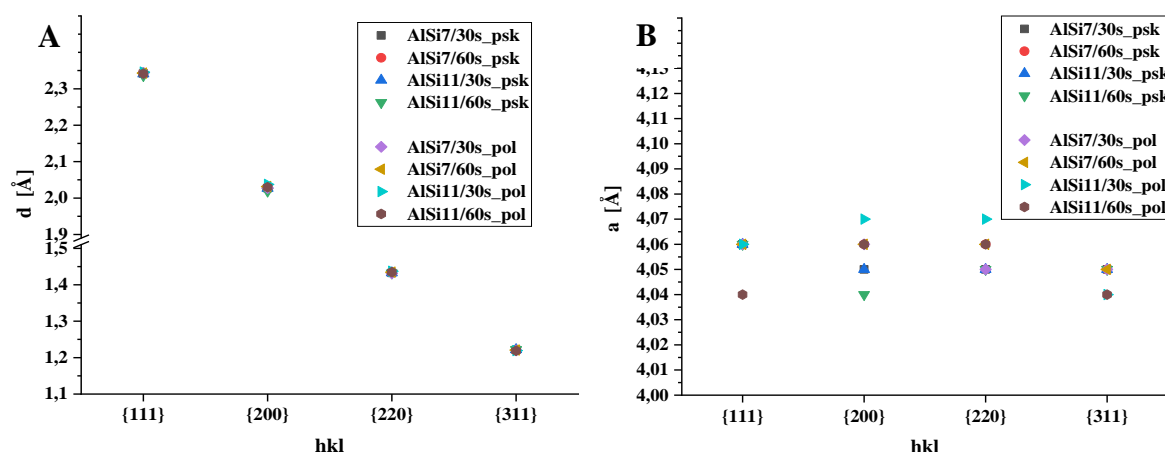 A
AlSi7/30s_psk
AlSi7/60s_psk
AlSi11/30s_psk
AlSi11/60s_psk
AlSi7/30s_pol
AlSi7/60s_pol
AlSi11/30s_pol
AlSi11/60s_pol
d [Å]
2,3
2,2
2,1
2,0
1,9
1,5
1,4
1,3
1,2
1,1
{111}
{200}
{220}
{311}
hkl
B
AlSi7/30s_psk
AlSi7/60s_psk
AlSi11/30s_psk
AlSi11/60s_psk
AlSi7/30s_pol
AlSi7/60s_pol
AlSi11/30s_pol
AlSi11/60s_pol
a [Å]
4,13
4,12
4,11
4,10
4,09
4,08
4,07
4,06
4,05
4,04
4,03
4,02
4,01
4,00
{111}
{200}
{220}
{311}
hkl